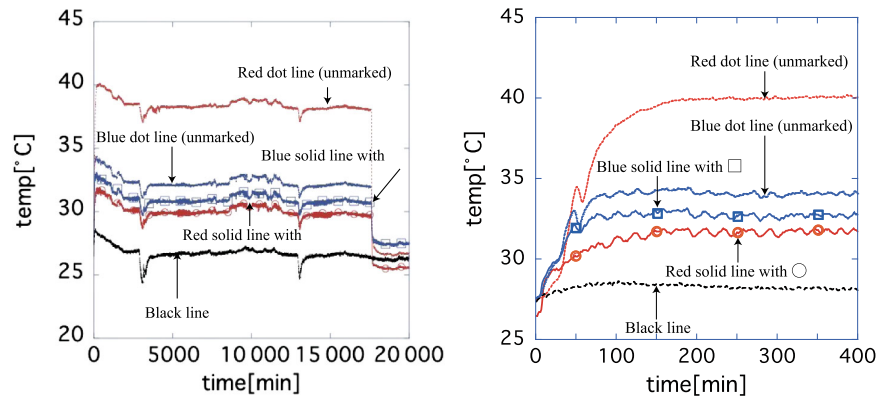 45
40
35
30
25
20
temp[°C]
0
5000
10 000
15 000
20 000
time[min]
Red dot line (unmarked)
Blue dot line (unmarked)
Blue solid line with
Red solid line with
Black line
45
40
35
30
25
temp[°C]
0
100
200
300
400
time[min]
Red dot line (unmarked)
Blue dot line (unmarked)
Blue solid line with □
Red solid line with ○
Black line